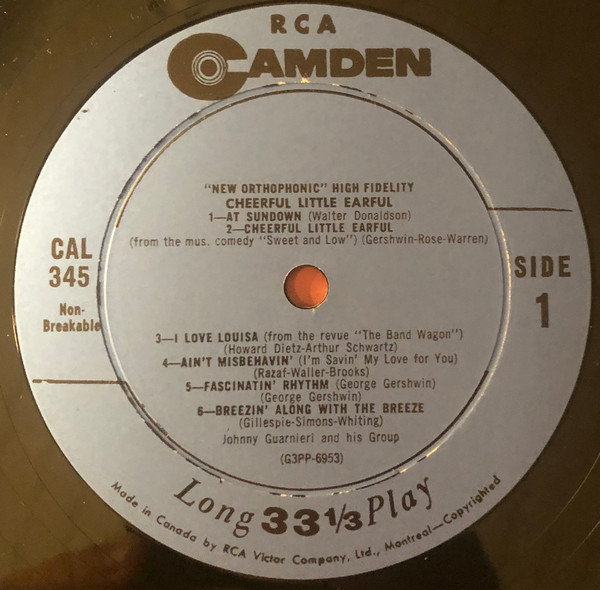 RCA
CAMDEN
"NEW ORTHOPHONIC" HIGH FIDELITY
CHEERFUL LITTLE EARFUL
1—AT SUNDOWN (Walter Donaldson)
2—CHEERFUL LITTLE EARFUL
(from the mus. comedy "Sweet and Low") (Gershwin-Rose-Warren)
CAL
345
Non-
Breakable
SIDE
1
3—I LOVE LOUISA (from the revue "The Band Wagon")
(Howard Dietz-Arthur Schwartz)
4—AIN'T MISBEHAVIN' (I'm Savin' My Love for You)
(Razaf-Waller-Brooks)
5—FASCINATIN' RHYTHM (George Gershwin)
(George Gershwin)
6—BREEZIN' ALONG WITH THE BREEZE
(Gillespie-Simons-Whiting)
Johnny Guarnieri and his Group
(G3PP-6953)
Long 33 1/3 Play
Made in Canada by RCA Victor Company, Ltd., Montreal—Copyrighted